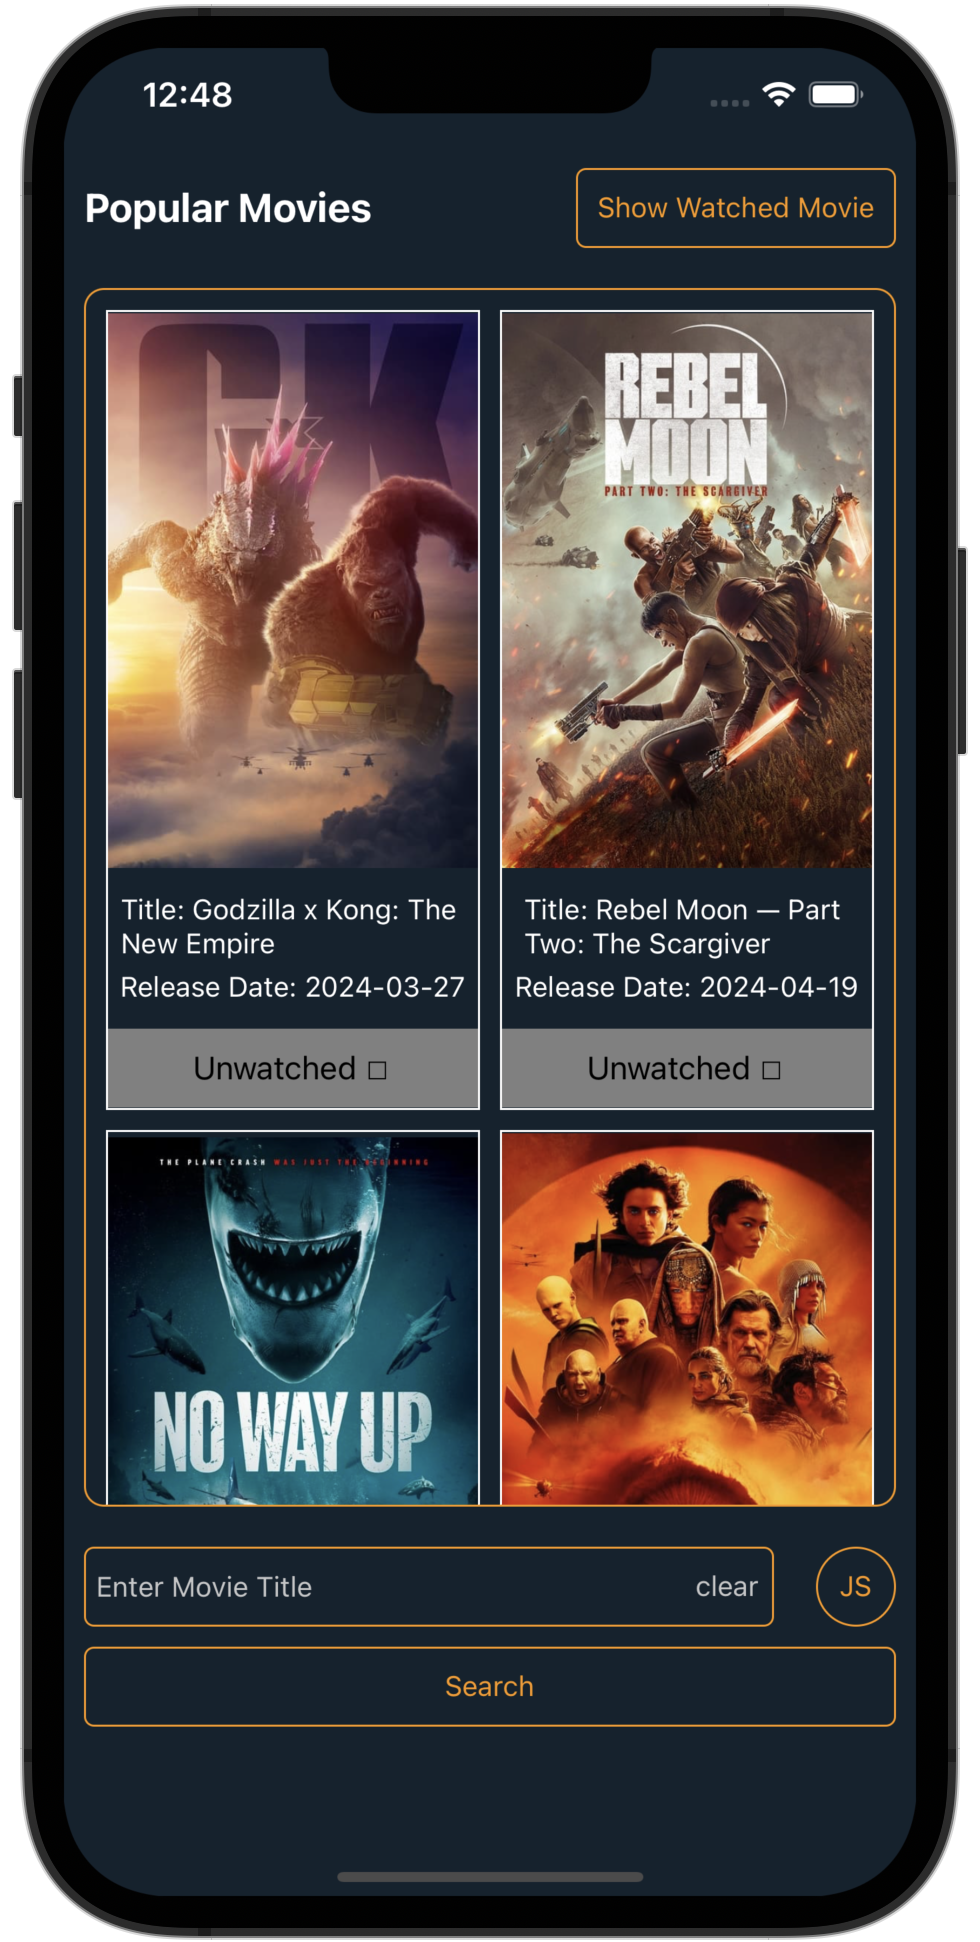 12:48
Popular Movies
Show Watched Movie
GK
REBEL
MOON
PART TWO: THE SCARGIVER
Title: Godzilla x Kong: The
New Empire
Release Date: 2024-03-27
Title: Rebel Moon — Part
Two: The Scargiver
Release Date: 2024-04-19
Unwatched □
Unwatched □
THE PLANE CRASH WAS JUST THE BEGINNING
NO WAY UP
Enter Movie Title
clear
JS
Search